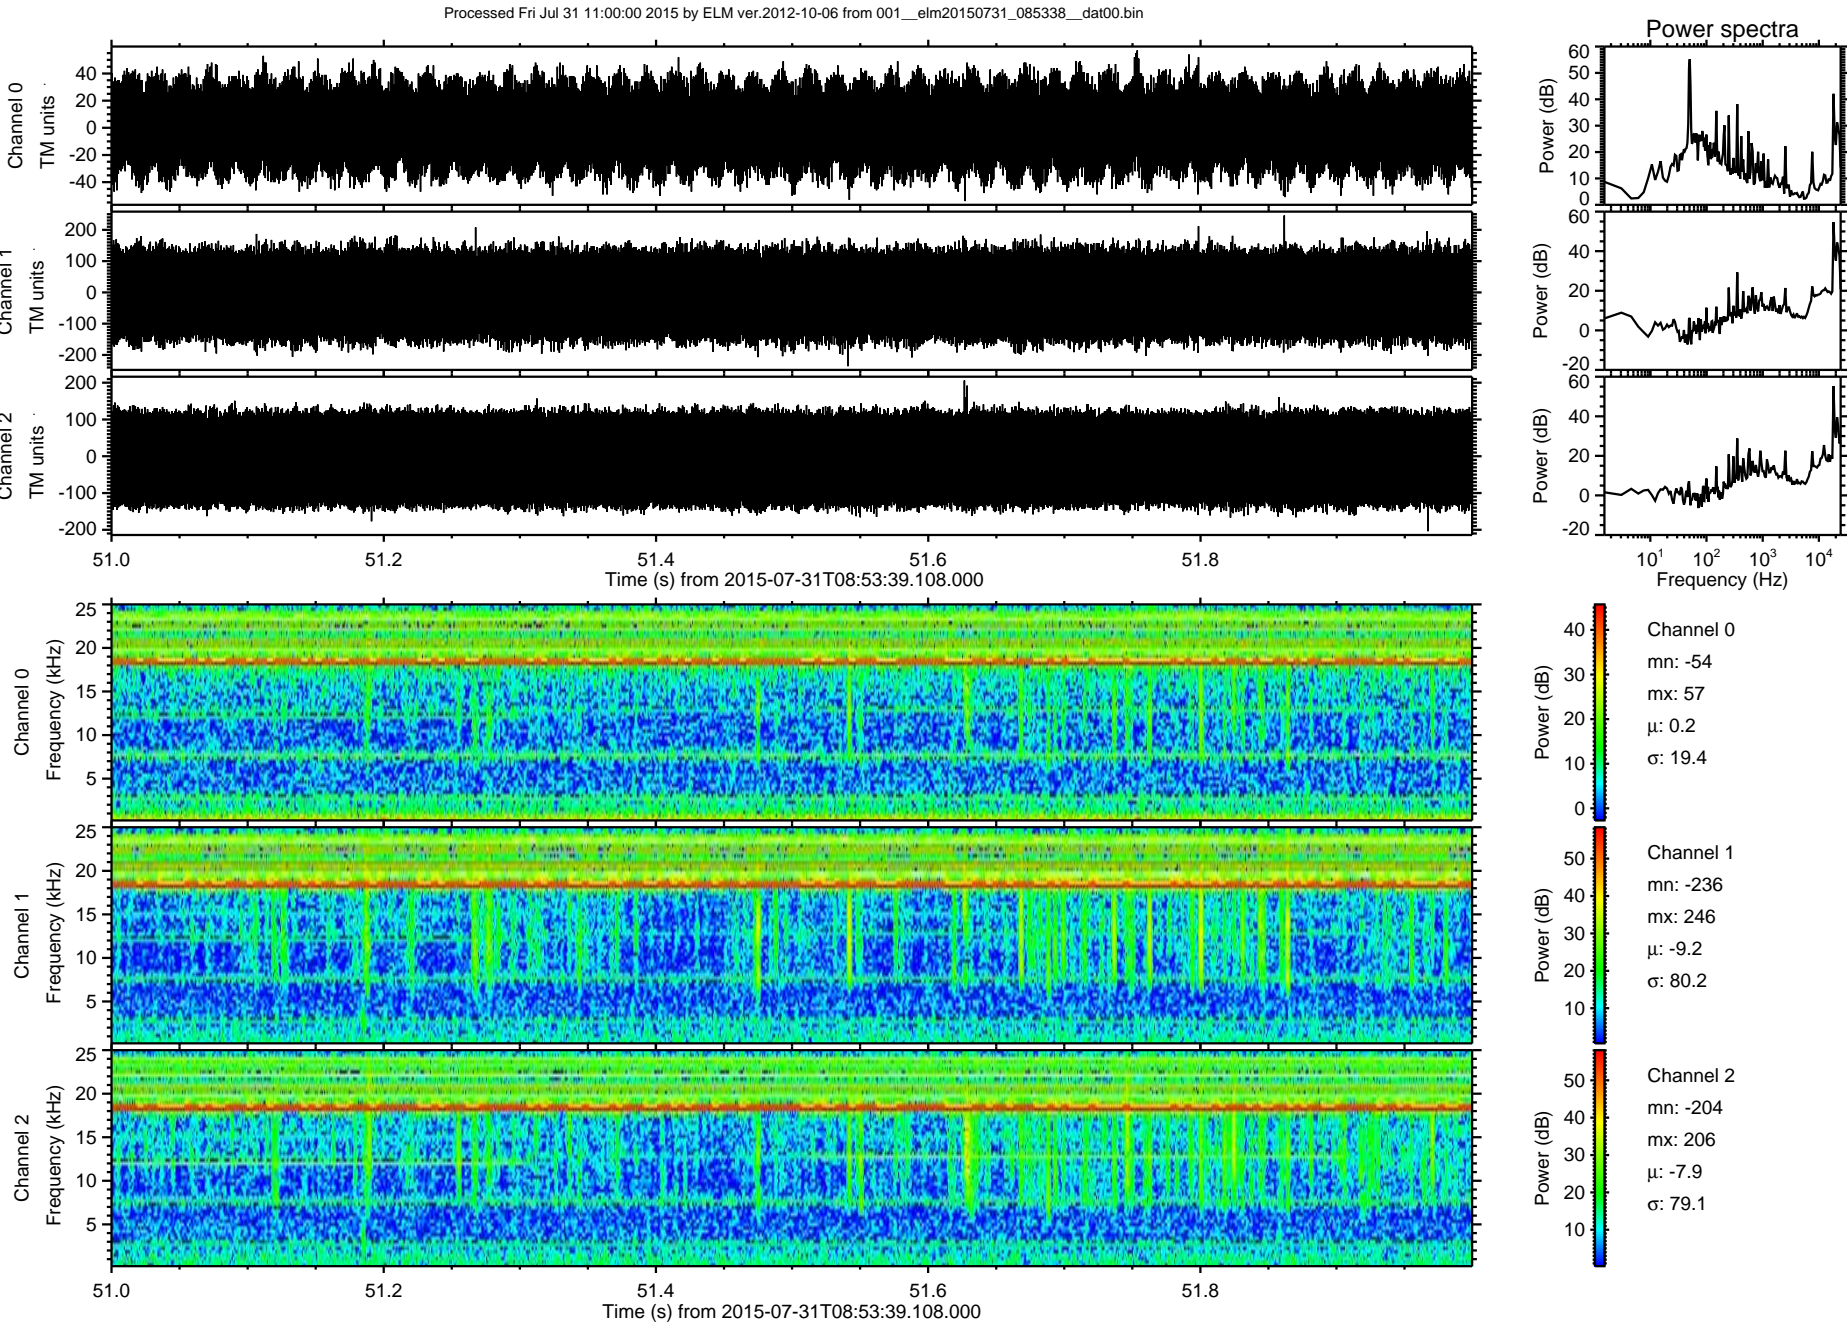 Processed Fri Jul 31 11:00:00 2015 by ELM ver.2012-10-06 from 001__elm20150731_085338__dat00.bin
Power spectra
Channel 0
TM units
40
20
0
-20
-40
Power (dB)
60
50
40
30
20
10
0
Channel 1
TM units
200
100
0
-100
-200
Power (dB)
60
40
20
0
-20
Channel 2
TM units
200
100
0
-100
-200
Power (dB)
60
40
20
0
-20
51.0 51.2 51.4 51.6 51.8
Time (s) from 2015-07-31T08:53:39.108.000
10¹ 10² 10³ 10⁴
Frequency (Hz)
Channel 0
Frequency (kHz)
25
20
15
10
5
Power (dB)
40
30
20
10
0
Channel 0
mn: -54
mx: 57
μ: 0.2
σ: 19.4
Channel 1
Frequency (kHz)
25
20
15
10
5
Power (dB)
50
40
30
20
10
Channel 1
mn: -236
mx: 246
μ: -9.2
σ: 80.2
Channel 2
Frequency (kHz)
25
20
15
10
5
Power (dB)
50
40
30
20
10
Channel 2
mn: -204
mx: 206
μ: -7.9
σ: 79.1
51.0 51.2 51.4 51.6 51.8
Time (s) from 2015-07-31T08:53:39.108.000